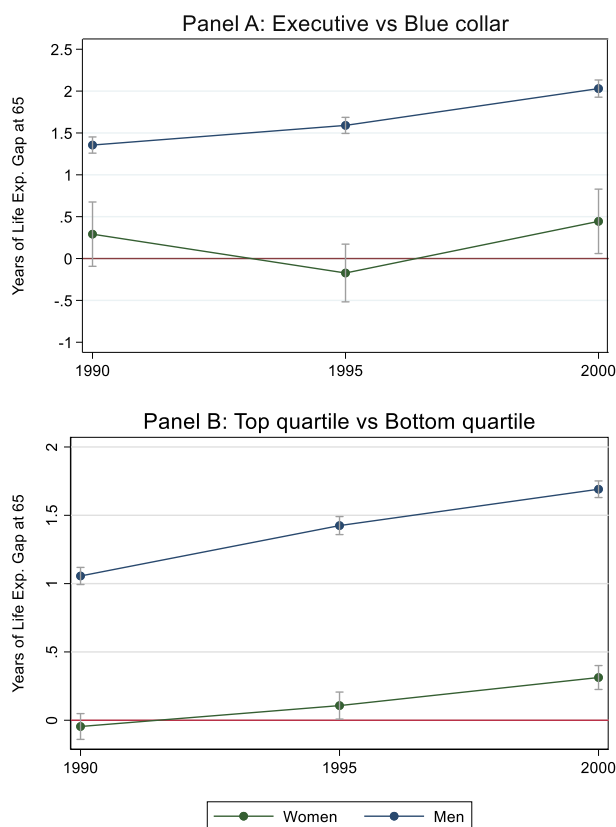 Panel A: Executive vs Blue collar
Years of Life Exp. Gap at 65
2.5
2
1.5
1
.5
0
-.5
-1
1990 1995 2000
Panel B: Top quartile vs Bottom quartile
Years of Life Exp. Gap at 65
2
1.5
1
.5
0
1990 1995 2000
Women Men